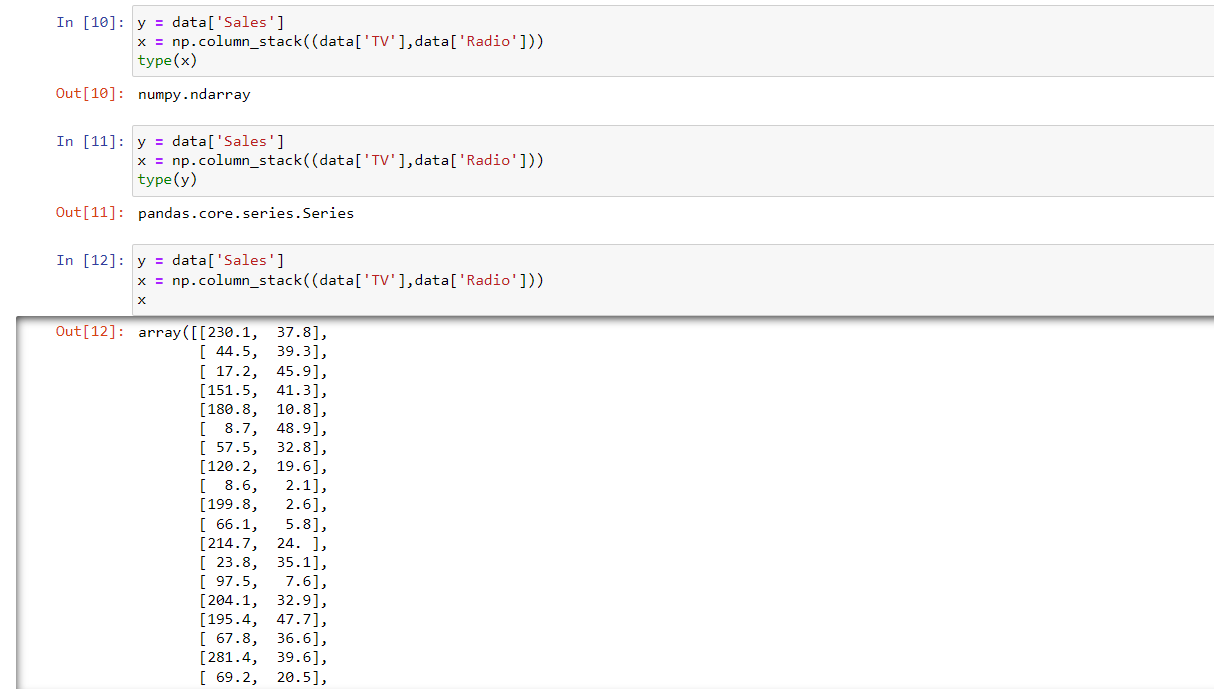 In [10]: y = data['Sales']
x = np.column_stack((data['TV'],data['Radio']))
type(x)
Out[10]: numpy.ndarray
In [11]: y = data['Sales']
x = np.column_stack((data['TV'],data['Radio']))
type(y)
Out[11]: pandas.core.series.Series
In [12]: y = data['Sales']
x = np.column_stack((data['TV'],data['Radio']))
x
Out[12]: array([[230.1,  37.8],
[ 44.5,  39.3],
[ 17.2,  45.9],
[151.5,  41.3],
[180.8,  10.8],
[  8.7,  48.9],
[ 57.5,  32.8],
[120.2,  19.6],
[  8.6,   2.1],
[199.8,   2.6],
[ 66.1,   5.8],
[214.7,  24. ],
[ 23.8,  35.1],
[ 97.5,   7.6],
[204.1,  32.9],
[195.4,  47.7],
[ 67.8,  36.6],
[281.4,  39.6],
[ 69.2,  20.5],